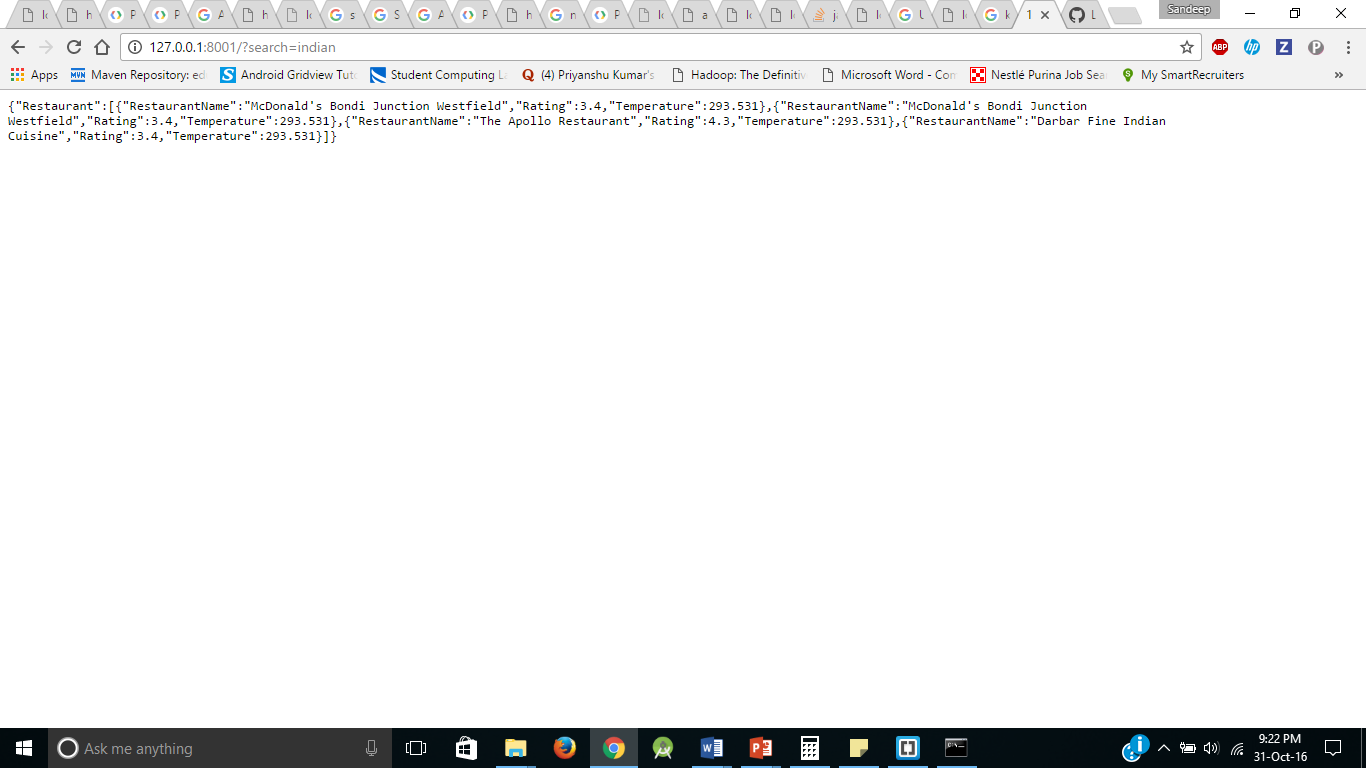 Sandeep
127.0.0.1:8001/?search=indian
Apps Maven Repository: ed Android Gridview Tuto Student Computing La (4) Priyanshu Kumar's Hadoop: The Definitiv Microsoft Word - Com Nestlé Purina Job Sear My SmartRecruiters »
{"Restaurant":[{"RestaurantName":"McDonald's Bondi Junction Westfield","Rating":3.4,"Temperature":293.531},{"RestaurantName":"McDonald's Bondi Junction
Westfield","Rating":3.4,"Temperature":293.531},{"RestaurantName":"The Apollo Restaurant","Rating":4.3,"Temperature":293.531},{"RestaurantName":"Darbar Fine Indian
Cuisine","Rating":3.4,"Temperature":293.531}]}
Ask me anything
9:22 PM
31-Oct-16